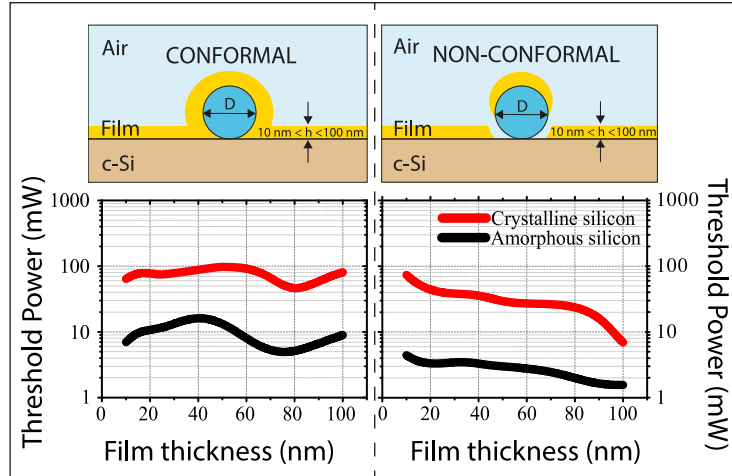 Air
CONFORMAL
D
Film
10 nm < h <100 nm
c-Si
Air
NON-CONFORMAL
D
Film
10 nm < h <100 nm
c-Si
Threshold Power (mW)
1000
100
10
1
0 20 40 60 80 100
Film thickness (nm)
Crystalline silicon
Amorphous silicon
1000
100
10
1
0 20 40 60 80 100
Film thickness (nm)
Threshold Power (mW)